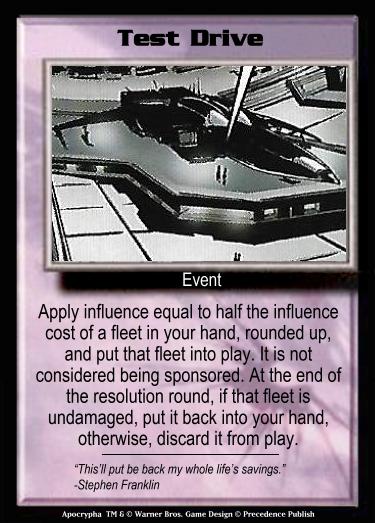 Test Drive
Event
Apply influence equal to half the influence
cost of a fleet in your hand, rounded up,
and put that fleet into play. It is not
considered being sponsored. At the end of
the resolution round, if that fleet is
undamaged, put it back into your hand,
otherwise, discard it from play.
“This’ll put be back my whole life’s savings.”
-Stephen Franklin
Apocrypha TM & © Warner Bros. Game Design © Precedence Publish